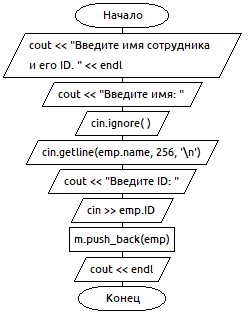 Начало
cout << "Введите имя сотрудника
и его ID. " << endl
cout << "Введите имя: "
cin.ignore( )
cin.getline(emp.name, 256, '\n')
cout << "Введите ID: "
cin >> emp.ID
m.push_back(emp)
cout << endl
Конец